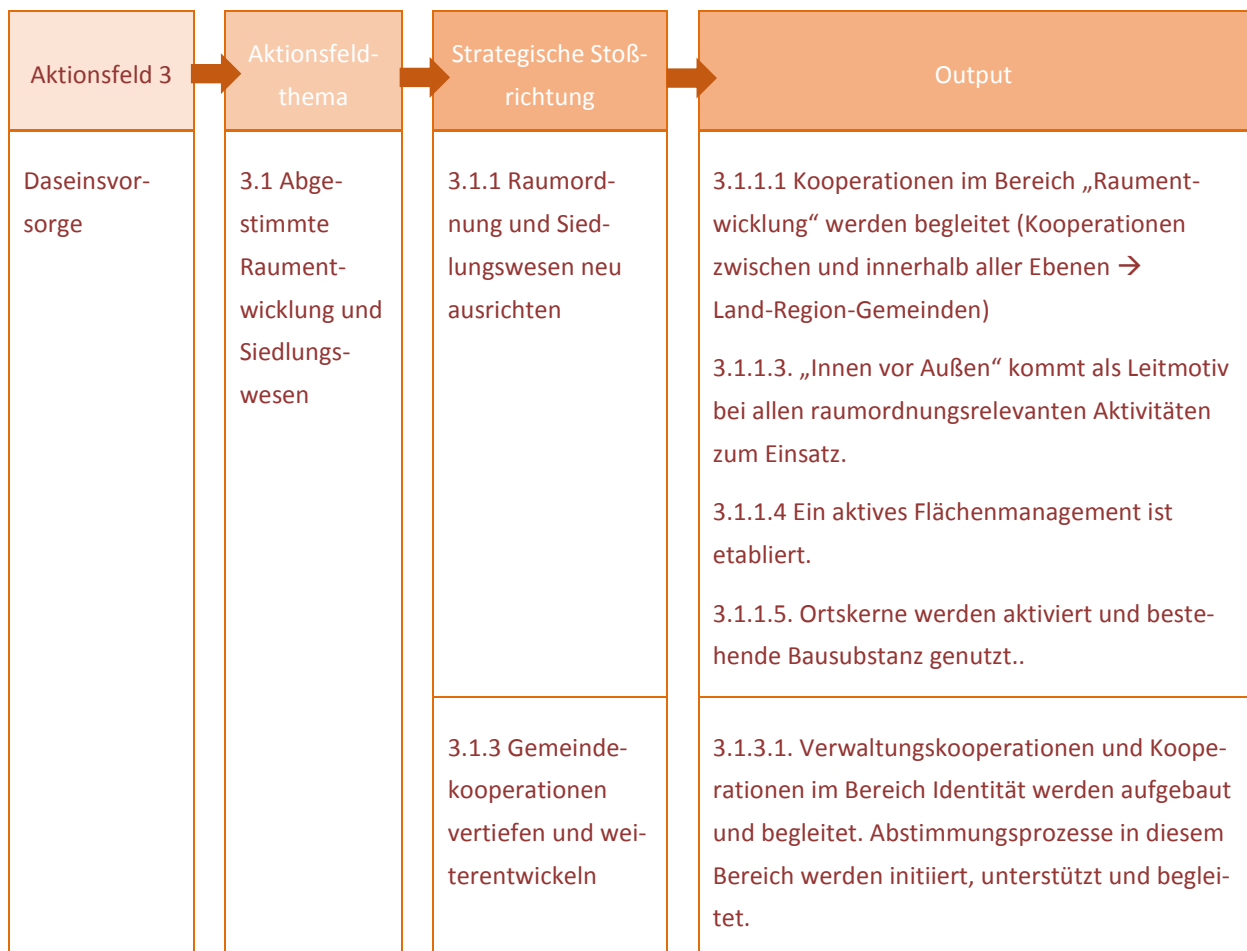 Aktionsfeld 3
Aktionsfeld-
thema
Strategische Stoß-
richtung
Output
Daseinsvor-
sorge
3.1 Abge-
stimmte
Raument-
wicklung und
Siedlungs-
wesen
3.1.1 Raumord-
nung und Sied-
lungswesen neu
ausrichten
3.1.1.1 Kooperationen im Bereich „Raument-
wicklung“ werden begleitet (Kooperationen
zwischen und innerhalb aller Ebenen →
Land-Region-Gemeinden)
3.1.1.3. „Innen vor Außen“ kommt als Leitmotiv
bei allen raumordnungsrelevanten Aktivitäten
zum Einsatz.
3.1.1.4 Ein aktives Flächenmanagement ist
etabliert.
3.1.1.5. Ortskerne werden aktiviert und beste-
hende Bausubstanz genutzt..
3.1.3 Gemeinde-
kooperationen
vertiefen und wei-
terentwickeln
3.1.3.1. Verwaltungskooperationen und Koope-
rationen im Bereich Identität werden aufgebaut
und begleitet. Abstimmungsprozesse in diesem
Bereich werden initiiert, unterstützt und beglei-
tet.